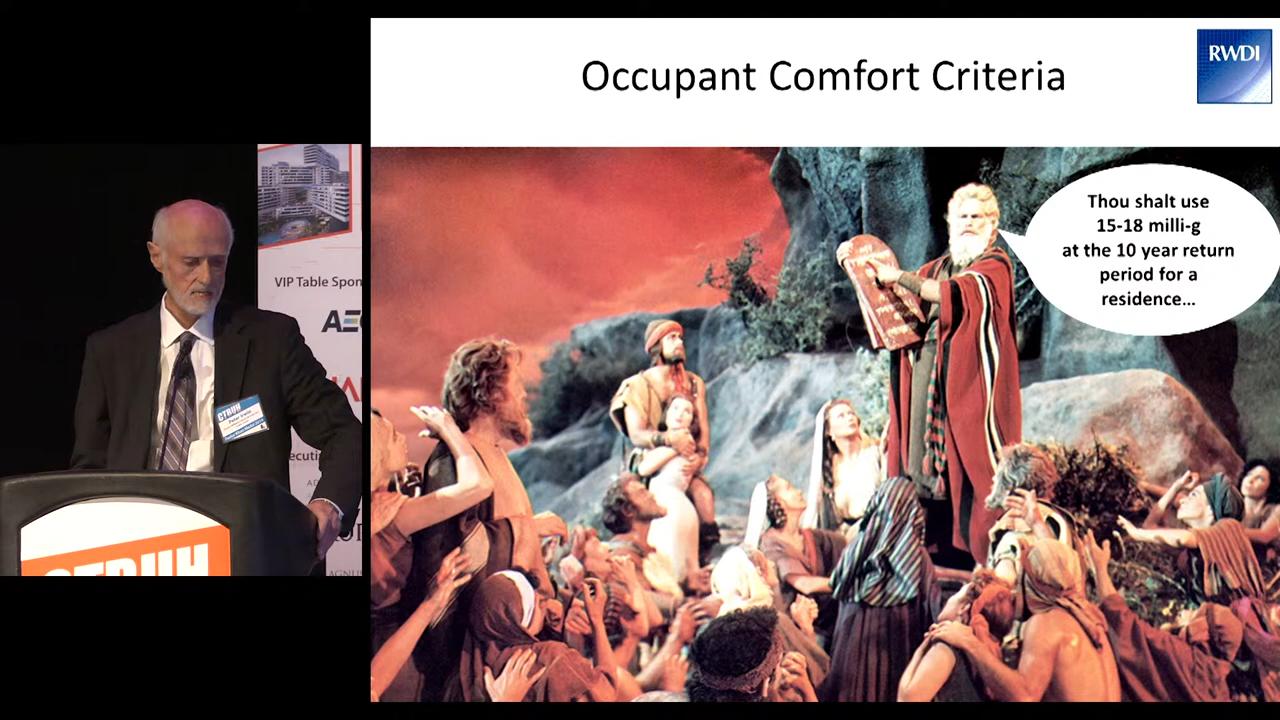 Occupant Comfort Criteria
RWDI
Thou shalt use
15-18 milli-g
at the 10 year return
period for a
residence...
VIP Table Spon
CTBUH
CTBUH